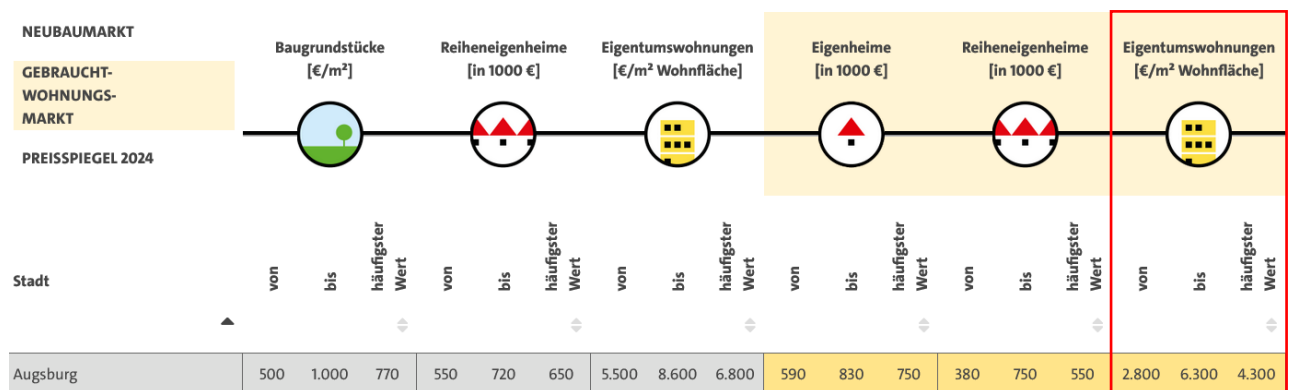 NEUBAUMARKT
GEBRAUCHT-
WOHNUNGS-
MARKT
PREISSPIEGEL 2024
Baugrundstücke
[€/m²]
Reiheneigenheime
[in 1000 €]
Eigentumswohnungen
[€/m² Wohnfläche]
Eigenheime
[in 1000 €]
Reiheneigenheime
[in 1000 €]
Eigentumswohnungen
[€/m² Wohnfläche]
Stadt
von
bis
häufigster
Wert
von
bis
häufigster
Wert
von
bis
häufigster
Wert
von
bis
häufigster
Wert
von
bis
häufigster
Wert
von
bis
häufigster
Wert
Augsburg 500 1.000 770 550 720 650 5.500 8.600 6.800 590 830 750 380 750 550 2.800 6.300 4.300